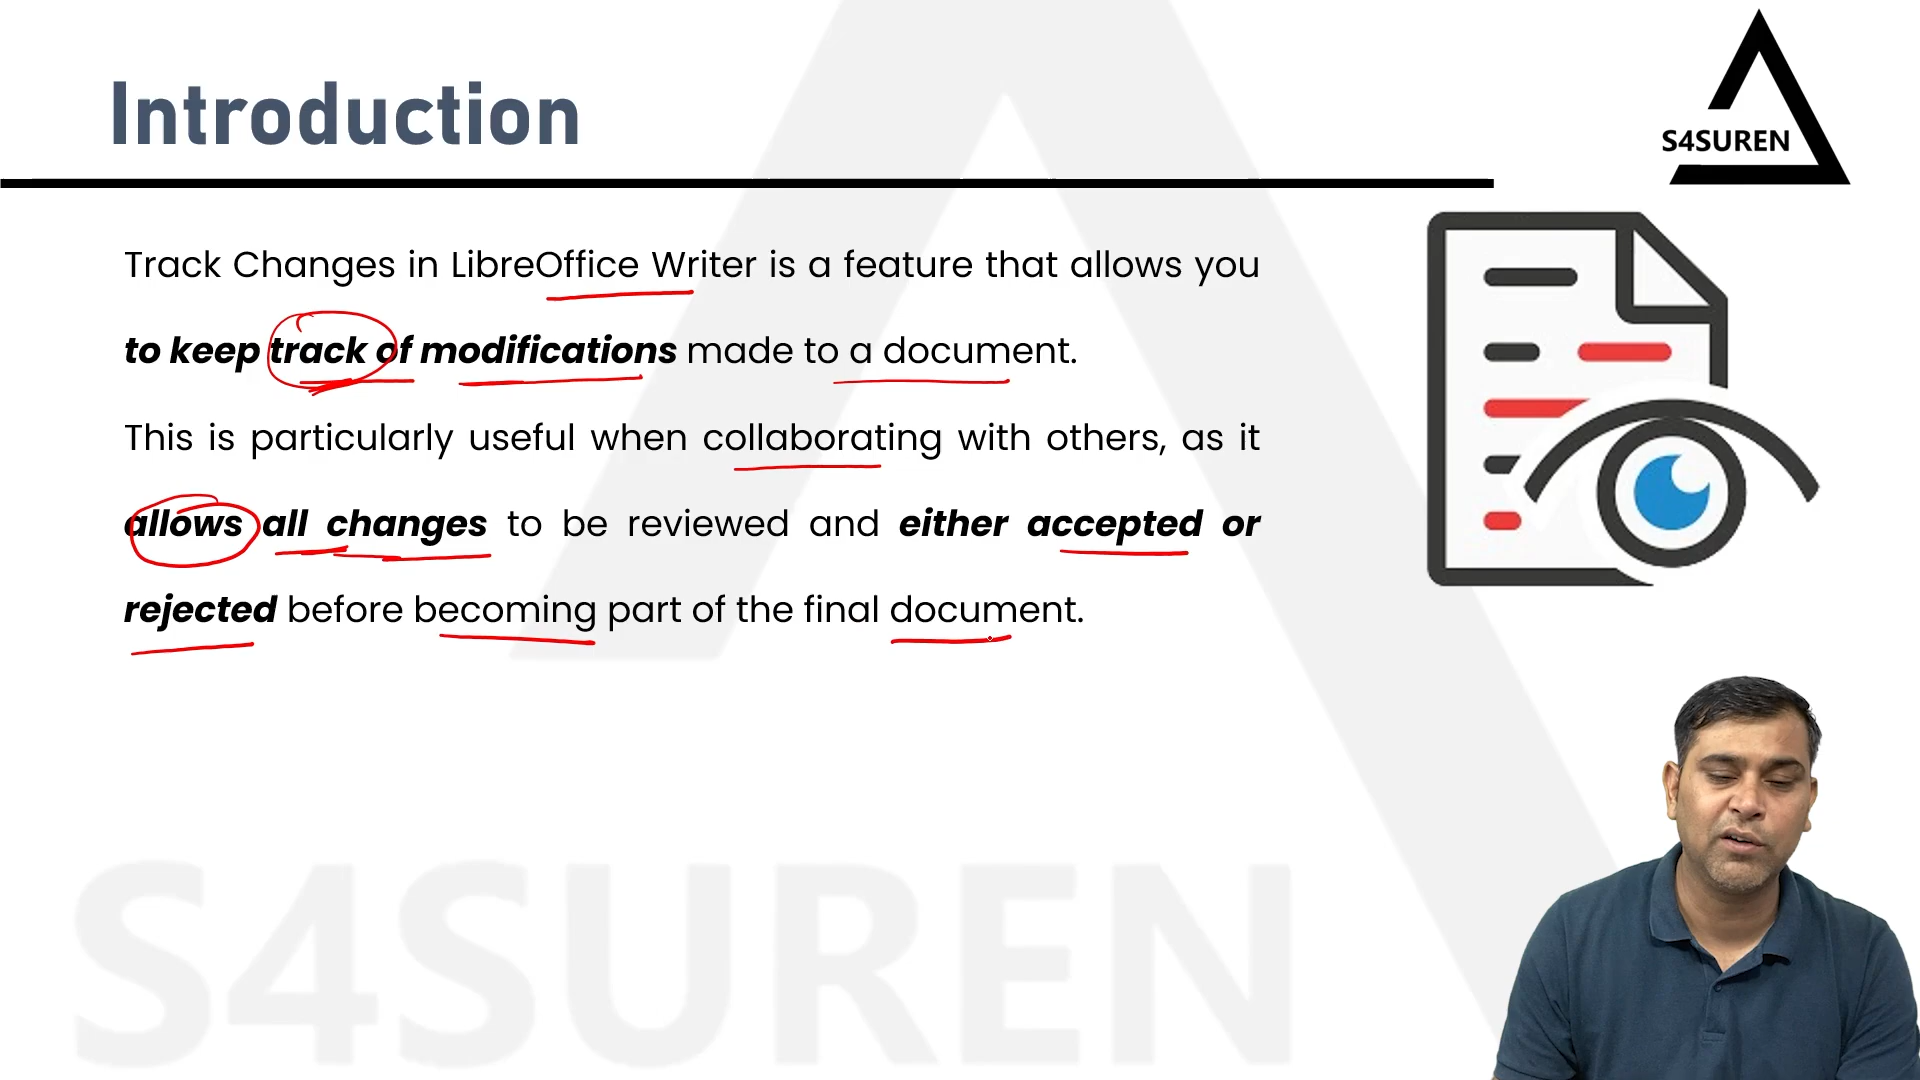 Introduction
S4SUREN
Track Changes in LibreOffice Writer is a feature that allows you
to keep track of modifications made to a document.
This is particularly useful when collaborating with others, as it
allows all changes to be reviewed and either accepted or
rejected before becoming part of the final document.
S4SUREN